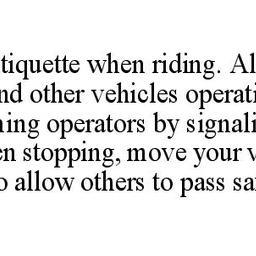 tiquette when riding. Al
nd other vehicles operati
ning operators by signali
en stopping, move your v
o allow others to pass sa